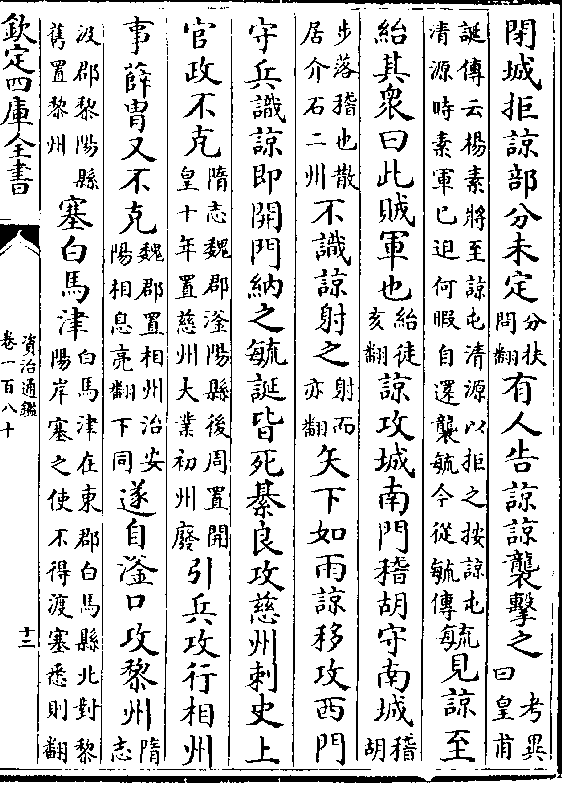 閉城拒諒部分未定分扶問翻有人告諒諒襲擊之考異曰皇甫
誕傳云楊素將至諒屯清源以拒之按諒屯清源時素軍已迫何暇自還襲毓今從毓傳毓見諒至
紿其衆曰此賊軍也紿徒亥翻諒攻城南門稽胡守南城稽胡
步落稽也散居介石二州不識諒射之射而亦翻矢下如雨諒移攻西門
守兵識諒即開門納之毓誕皆死綦良攻慈州刺史上
官政不克隋志魏郡滏陽縣後周置開皇十年置慈州大業初州廢引兵攻行相州
事薛胄又不克魏郡置相州治安陽相息亮翻下同遂自滏口攻黎州隋志
汲郡黎陽縣舊置黎州塞白馬津白馬津在東郡白馬縣北對黎陽岸塞之使不得渡塞悉則翻
欽定四庫全書
資治通鑑
卷一百八十
十三